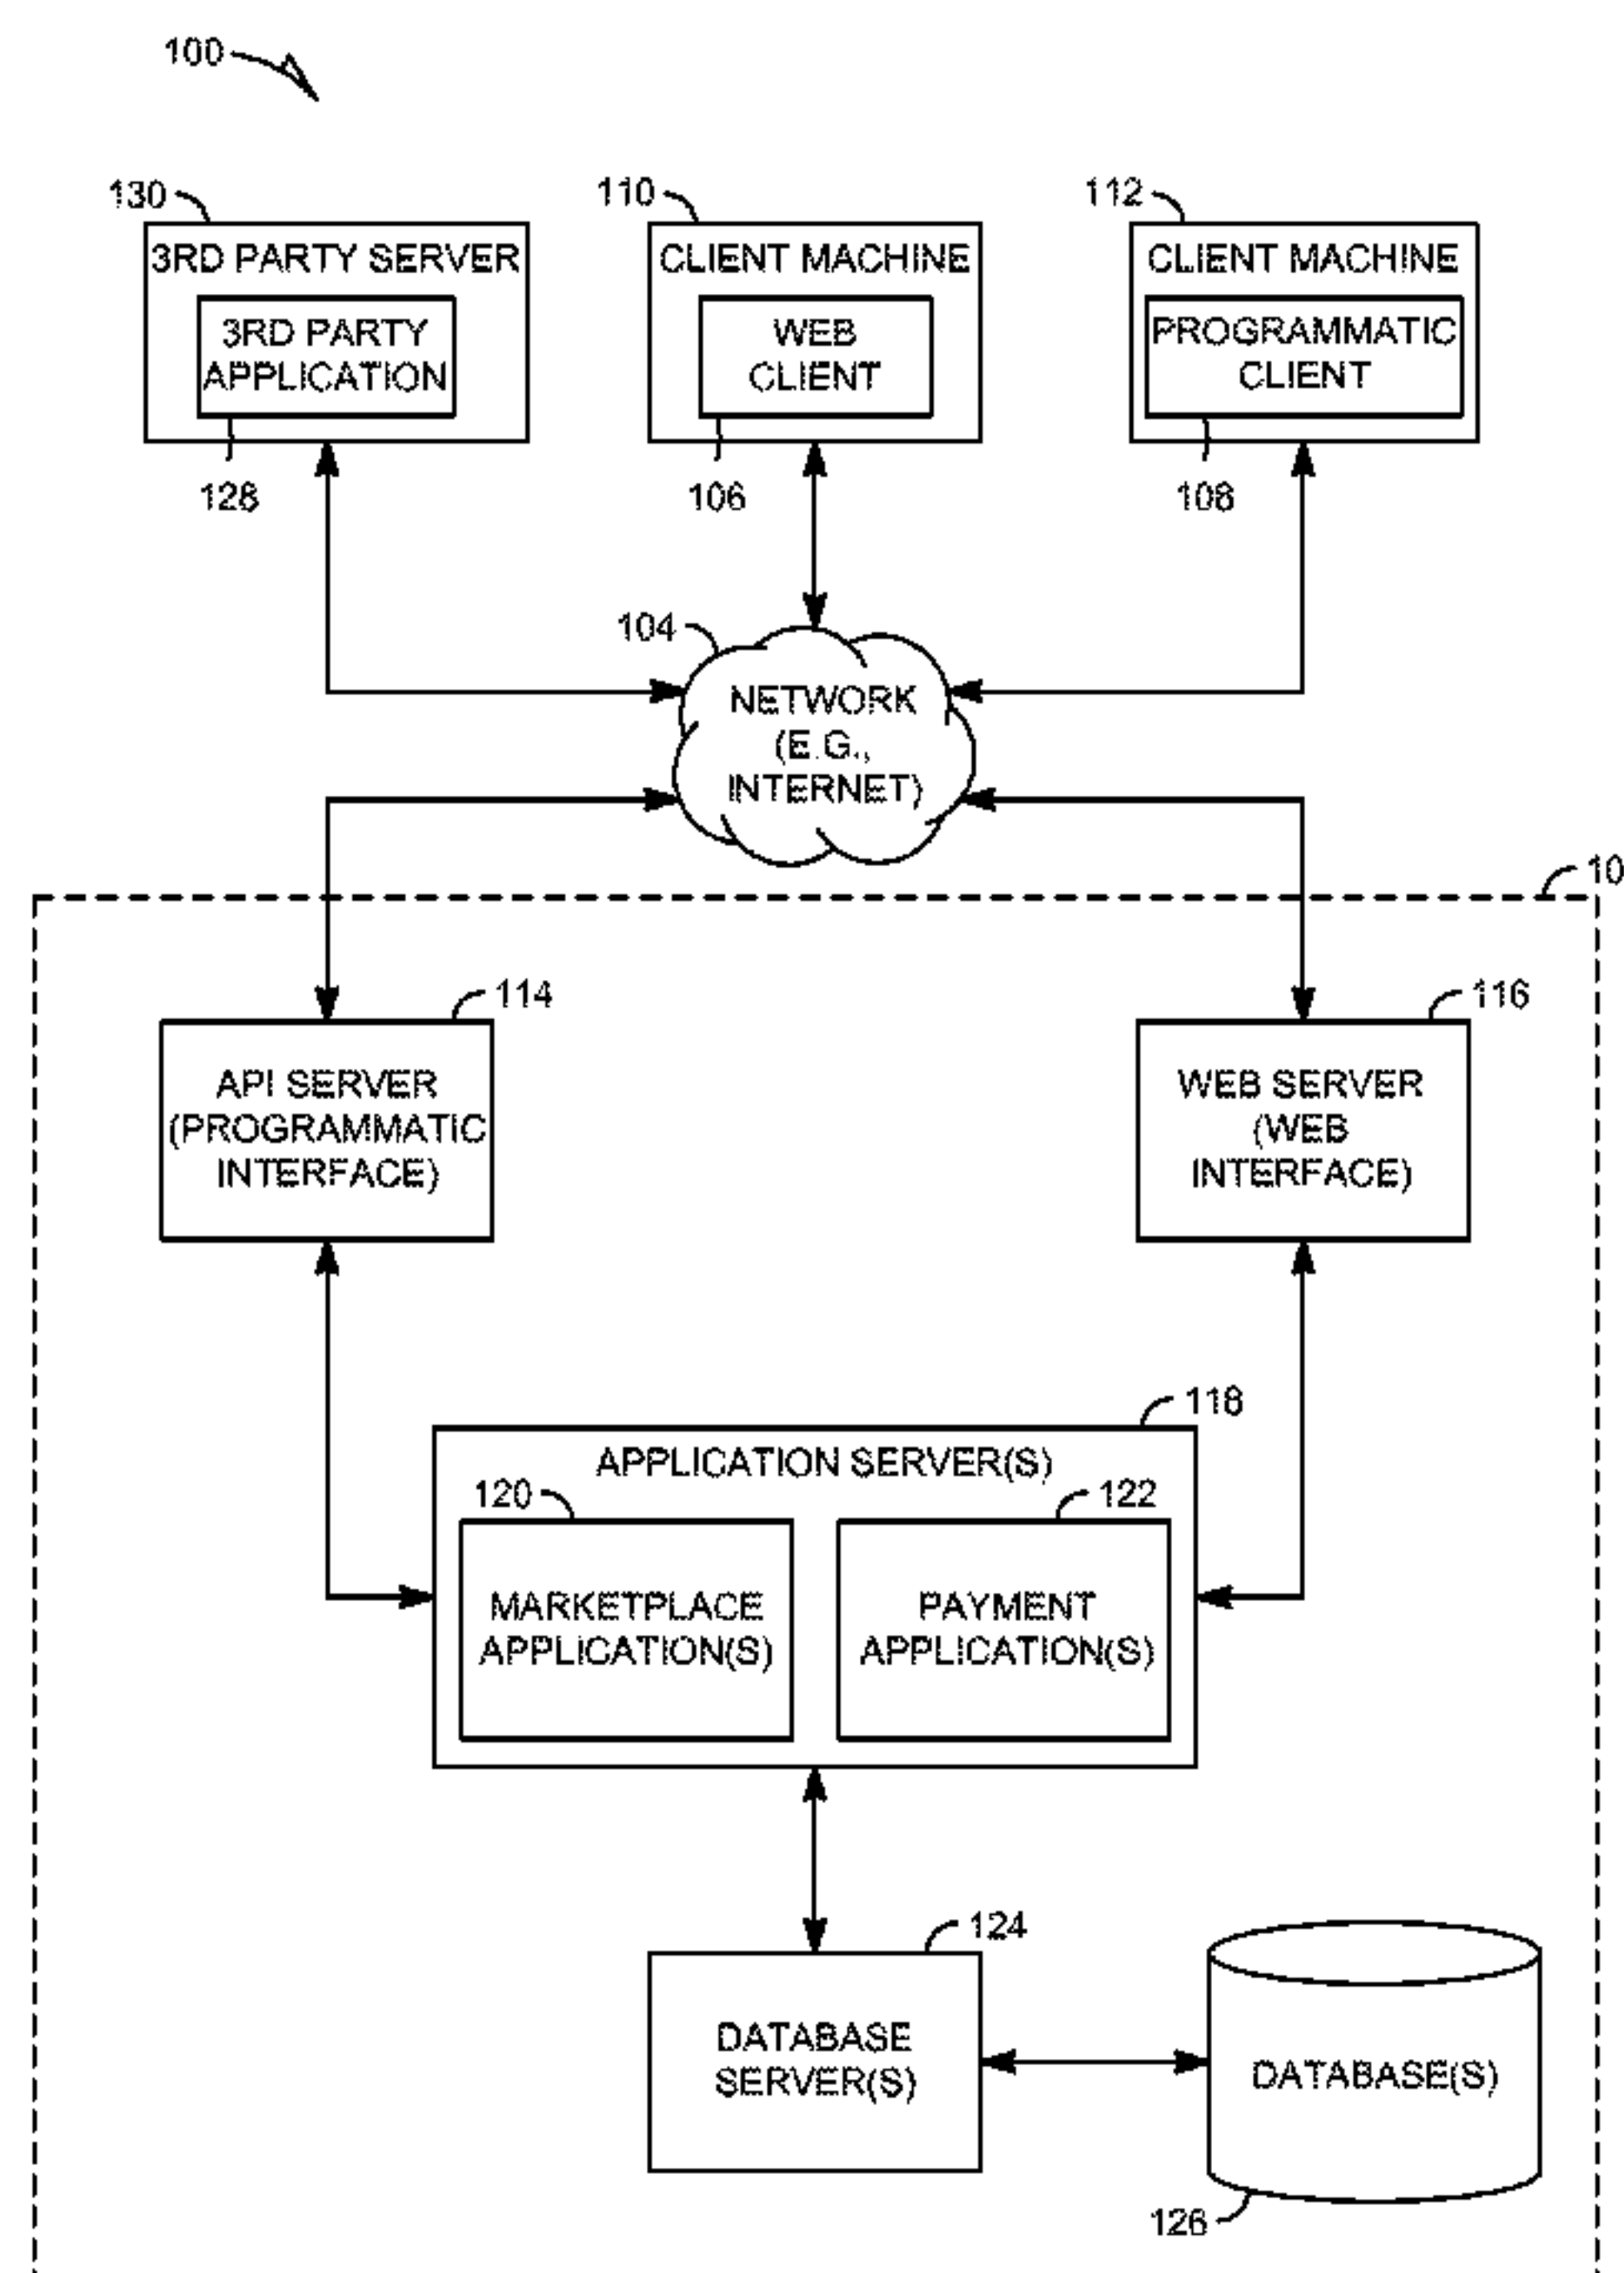 100
130
110
112
3RD PARTY SERVER
CLIENT MACHINE
CLIENT MACHINE
3RD PARTY
APPLICATION
WEB
CLIENT
PROGRAMMATIC
CLIENT
128
106
108
104
NETWORK
(E.G.,
INTERNET)
10
114
116
API SERVER
(PROGRAMMATIC
INTERFACE)
WEB SERVER
(WEB
INTERFACE)
118
APPLICATION SERVER(S)
120
122
MARKETPLACE
APPLICATION(S)
PAYMENT
APPLICATION(S)
124
DATABASE
SERVER(S)
DATABASE(S)
126